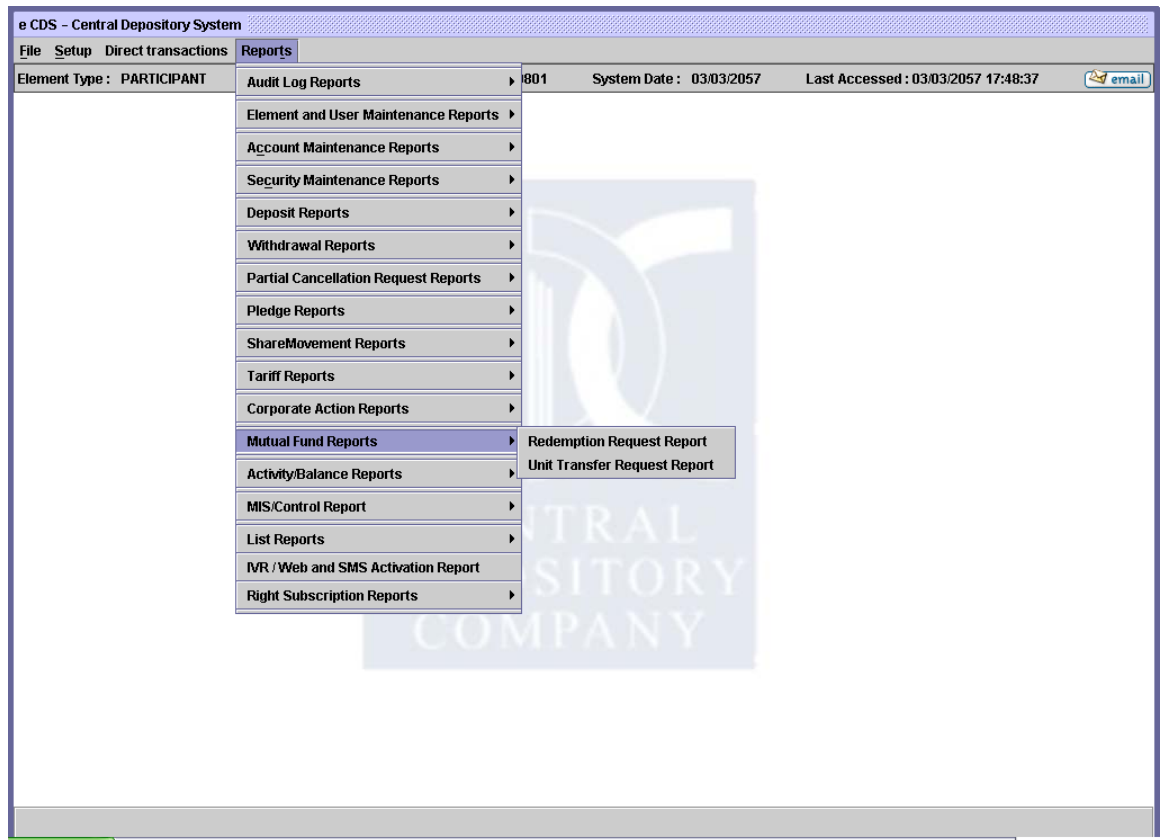 e CDS – Central Depository System
File Setup Direct transactions Reports
Element Type : PARTICIPANT 801 System Date : 03/03/2057 Last Accessed : 03/03/2057 17:48:37 email
Audit Log Reports
Element and User Maintenance Reports
Account Maintenance Reports
Security Maintenance Reports
Deposit Reports
Withdrawal Reports
Partial Cancellation Request Reports
Pledge Reports
ShareMovement Reports
Tariff Reports
Corporate Action Reports
Mutual Fund Reports
Redemption Request Report
Unit Transfer Request Report
Activity/Balance Reports
MIS/Control Report
List Reports
IVR / Web and SMS Activation Report
Right Subscription Reports
TRAL
SITORY
COMPANY